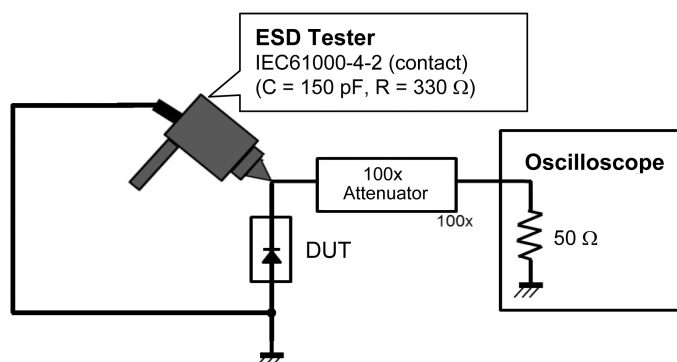 ESD Tester
IEC61000-4-2 (contact)
(C = 150 pF, R = 330 Ω)
100x
Attenuator
100x
Oscilloscope
50 Ω
DUT